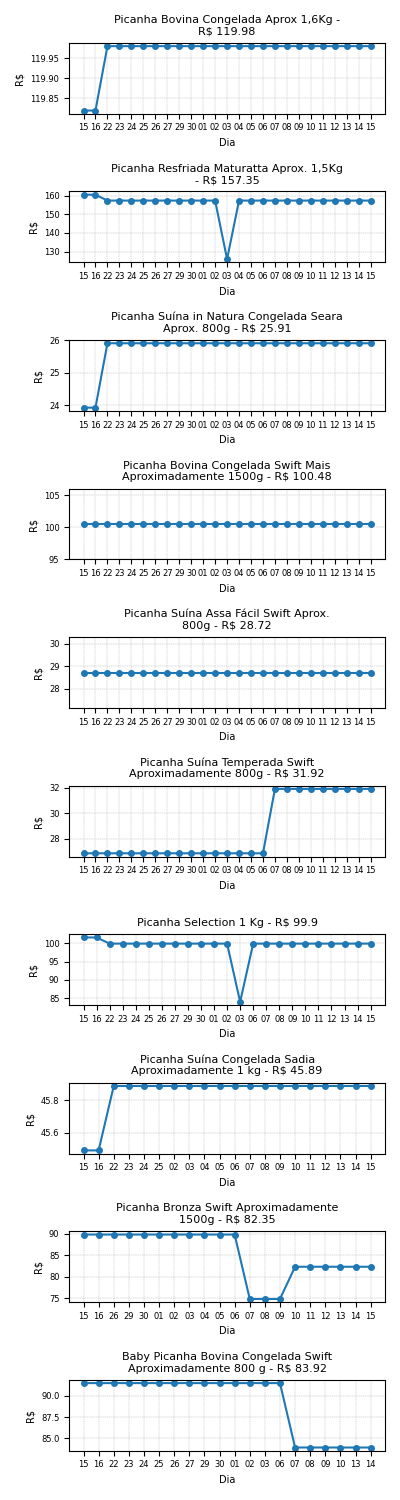 Picanha Bovina Congelada Aprox 1,6Kg -
R$ 119.98
119.95
119.90
119.85
R$
15 16 22 23 24 25 26 27 29 30 01 02 03 04 05 06 07 08 09 10 11 12 13 14 15
Dia
Picanha Resfriada Maturatta Aprox. 1,5Kg
- R$ 157.35
160
150
140
130
R$
15 16 22 23 24 25 26 27 29 30 01 02 03 04 05 06 07 08 09 10 11 12 13 14 15
Dia
Picanha Suína in Natura Congelada Seara
Aprox. 800g - R$ 25.91
26
25
24
R$
15 16 22 23 24 25 26 27 29 30 01 02 03 04 05 06 07 08 09 10 11 12 13 14 15
Dia
Picanha Bovina Congelada Swift Mais
Aproximadamente 1500g - R$ 100.48
105
100
95
R$
15 16 22 23 24 25 26 27 29 30 01 02 03 04 05 06 07 08 09 10 11 12 13 14 15
Dia
Picanha Suína Assa Fácil Swift Aprox.
800g - R$ 28.72
30
29
28
R$
15 16 22 23 24 25 26 27 29 30 01 02 03 04 05 06 07 08 09 10 11 12 13 14 15
Dia
Picanha Suína Temperada Swift
Aproximadamente 800g - R$ 31.92
32
30
28
R$
15 16 22 23 24 25 26 27 29 30 01 02 03 04 05 06 07 08 09 10 11 12 13 14 15
Dia
Picanha Selection 1 Kg - R$ 99.9
100
95
90
85
R$
15 16 22 23 24 25 26 27 29 30 01 02 03 06 07 08 09 10 11 12 13 14 15
Dia
Picanha Suína Congelada Sadia
Aproximadamente 1 kg - R$ 45.89
45.8
45.6
R$
15 16 22 23 24 25 02 03 04 05 06 07 08 09 10 11 12 13 14 15
Dia
Picanha Bronza Swift Aproximadamente
1500g - R$ 82.35
90
85
80
75
R$
15 16 22 23 24 25 01 02 03 04 06 07 08 09 10 11 12 13 14 15
Dia
Baby Picanha Bovina Congelada Swift
Aproximadamente 800 g - R$ 83.92
90.0
87.5
85.0
R$
15 16 22 23 24 25 26 27 29 30 01 02 03 06 07 08 09 10 13 14
Dia